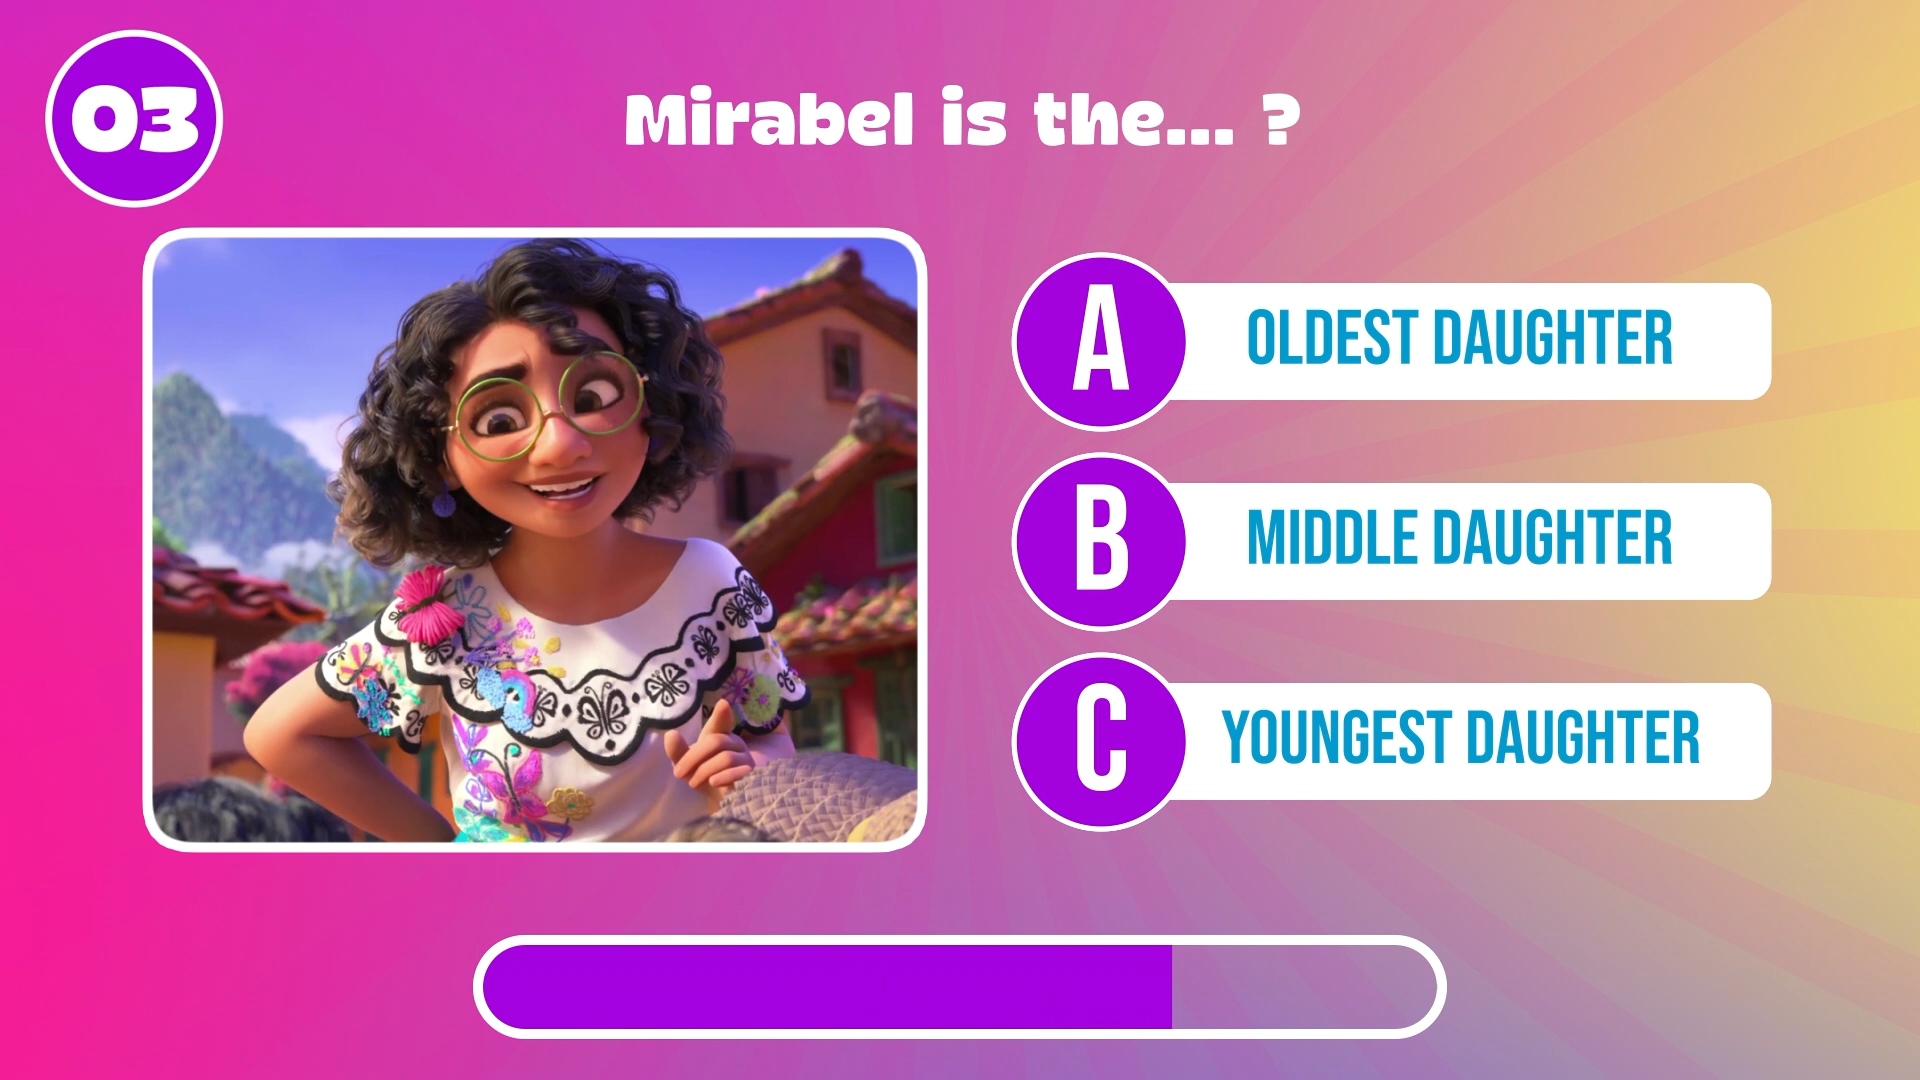 03
Mirabel is the... ?
A
OLDEST DAUGHTER
B
MIDDLE DAUGHTER
C
YOUNGEST DAUGHTER